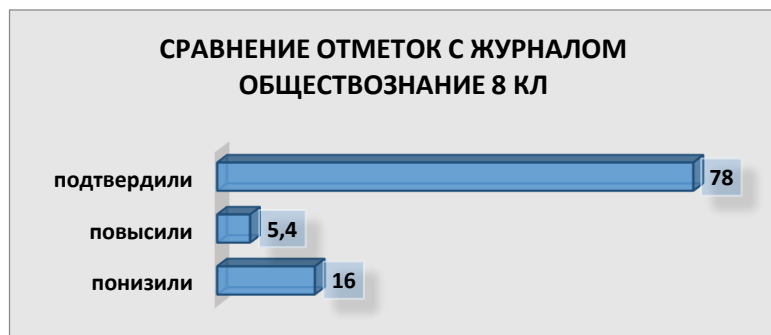 СРАВНЕНИЕ ОТМЕТОК С ЖУРНАЛОМ
ОБЩЕСТВОЗНАНИЕ 8 КЛ
подтвердили 78
повысили 5,4
понизили 16